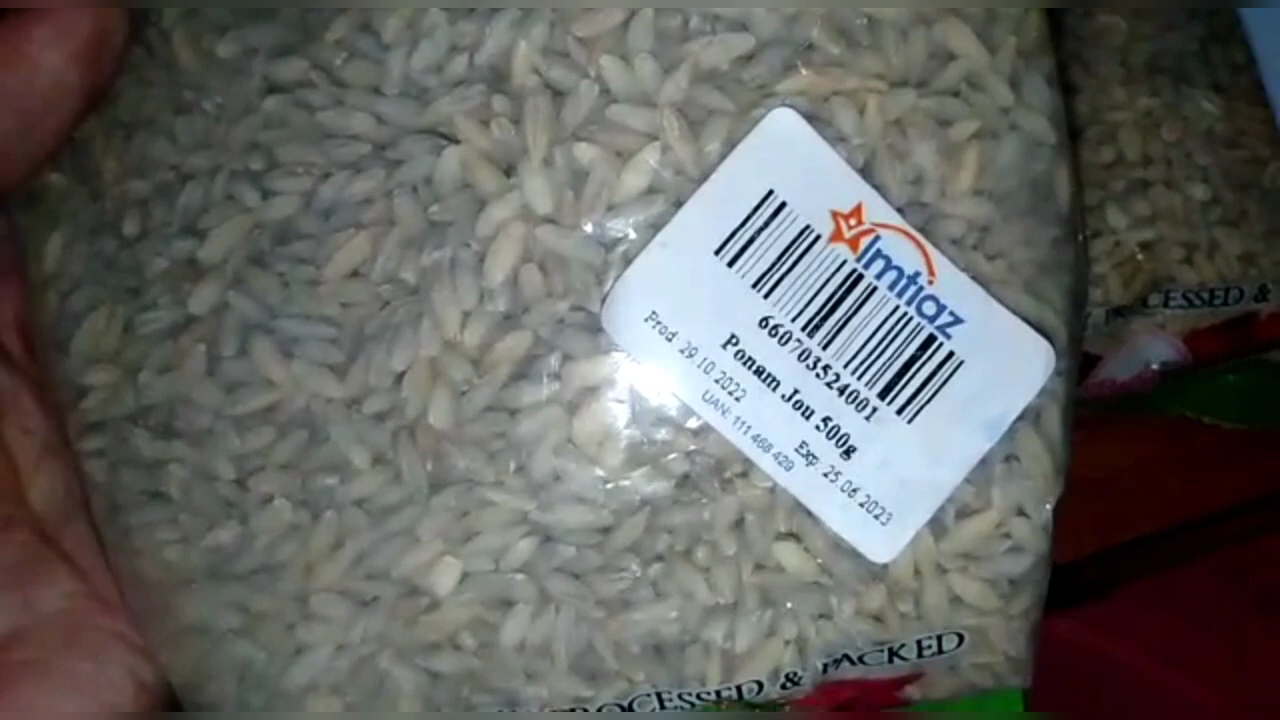 Imtiaz
660703524001
Ponam Jou 500g
Prod: 29.10.2022
Exp: 25.06.2023
UAN: 111 468 429
PROCESSED & PACKED
CESSED &